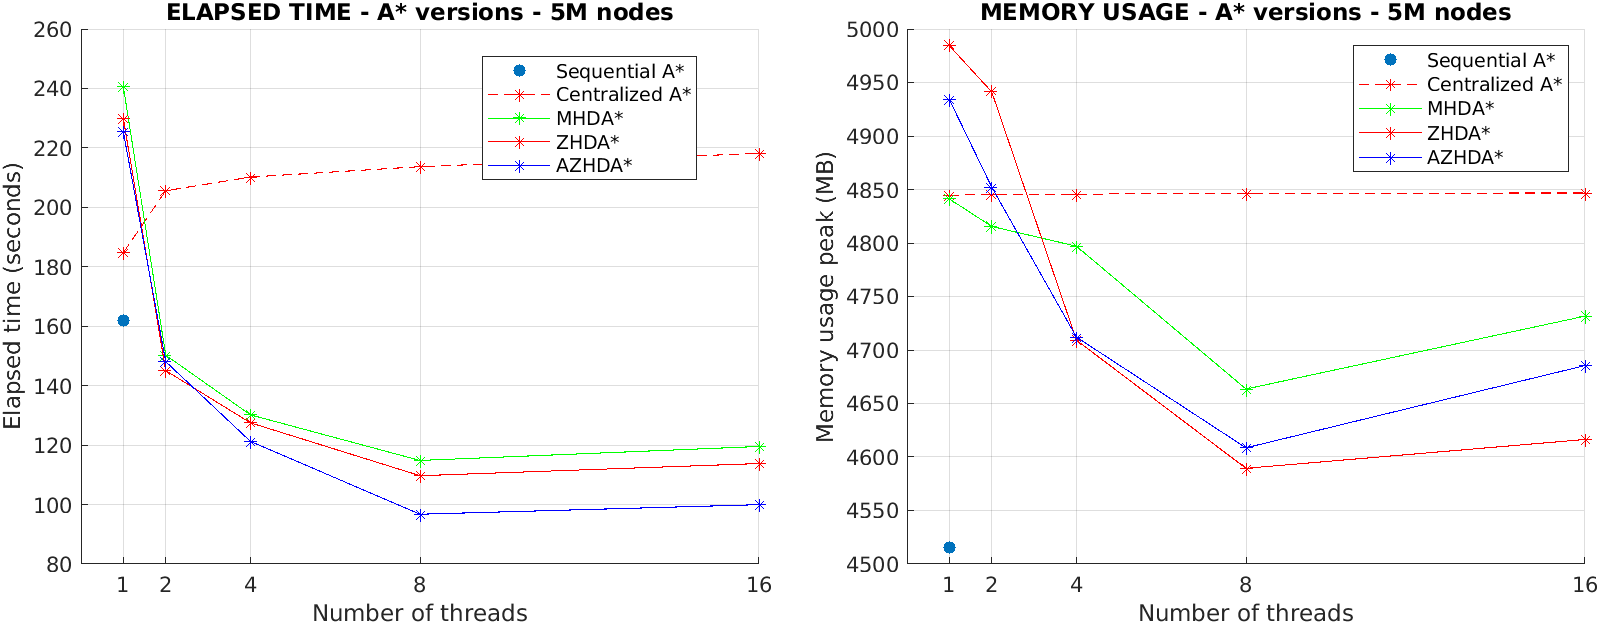 ELAPSED TIME - A* versions - 5M nodes
260
240
220
200
180
160
140
120
100
80
Elapsed time (seconds)
1 2 4 8 16
Number of threads
Sequential A*
Centralized A*
MHDA*
ZHDA*
AZHDA*
MEMORY USAGE - A* versions - 5M nodes
5000
4950
4900
4850
4800
4750
4700
4650
4600
4550
4500
Memory usage peak (MB)
1 2 4 8 16
Number of threads
Sequential A*
Centralized A*
MHDA*
ZHDA*
AZHDA*